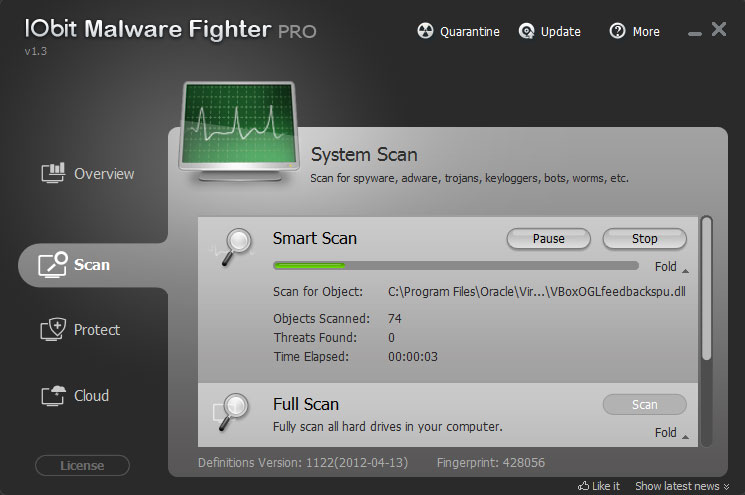 IObit Malware Fighter PRO
v1.3
Quarantine
Update
More
Overview
Scan
Protect
Cloud
License
System Scan
Scan for spyware, adware, trojans, keyloggers, bots, worms, etc.
Smart Scan
Pause
Stop
Fold
Scan for Object: C:\Program Files\Oracle\Vir...\VBoxOGLfeedbackspu.dll
Objects Scanned: 74
Threats Found: 0
Time Elapsed: 00:00:03
Full Scan
Scan
Fully scan all hard drives in your computer.
Fold
Definitions Version: 1122(2012-04-13) Fingerprint: 428056
Like it
Show latest news